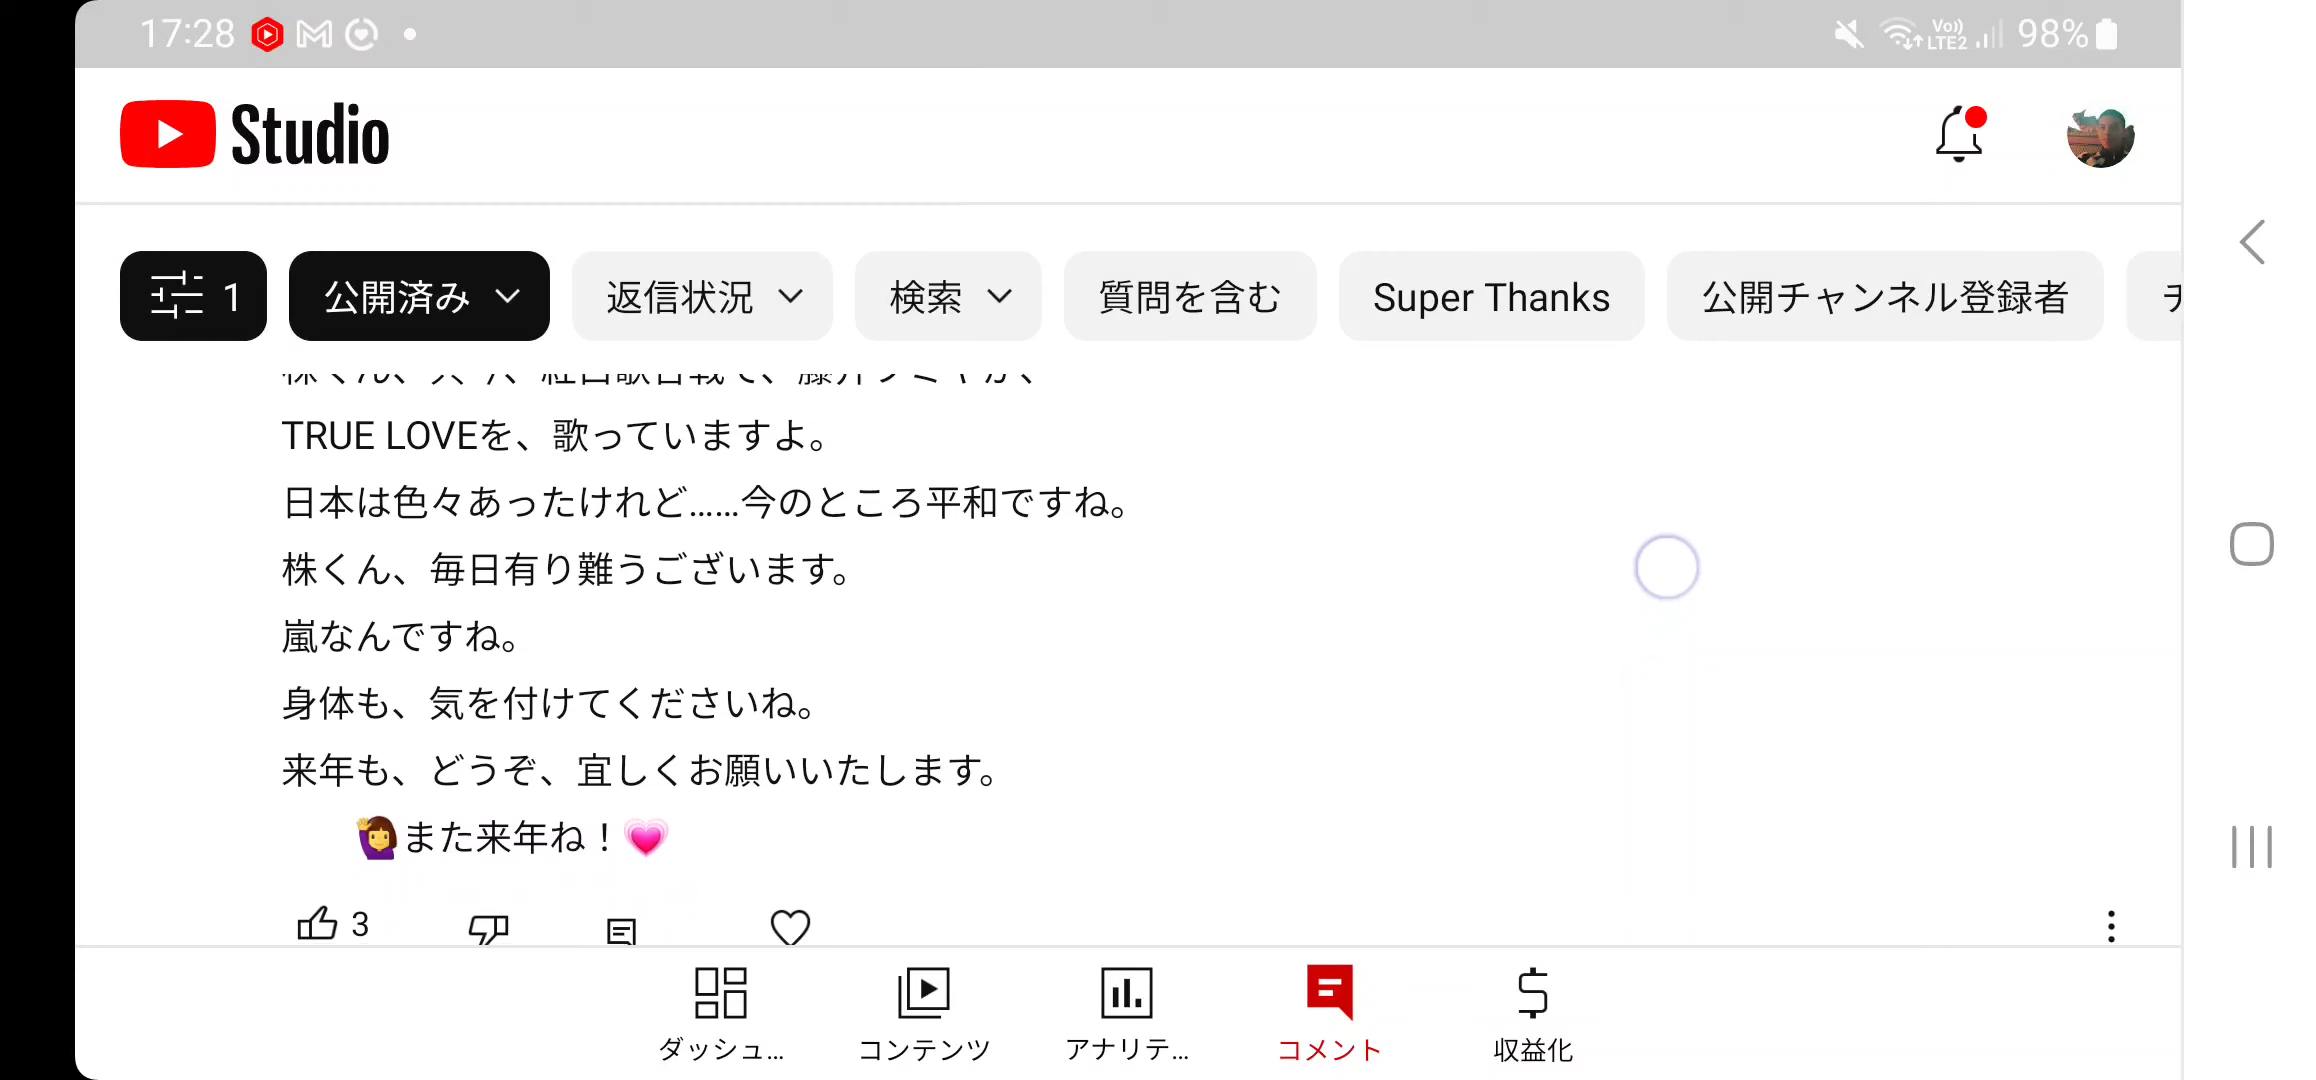 17:28
Vo))
LTE2
98%
Studio
1
公開済み
返信状況
検索
質問を含む
Super Thanks
公開チャンネル登録者
TRUE LOVEを、歌っていますよ。
日本は色々あったけれど……今のところ平和ですね。
株くん、毎日有り難うございます。
嵐なんですね。
身体も、気を付けてくださいね。
来年も、どうぞ、宜しくお願いいたします。
🙋‍♀️また来年ね！💗
3
ダッシュ…
コンテンツ
アナリテ…
コメント
収益化